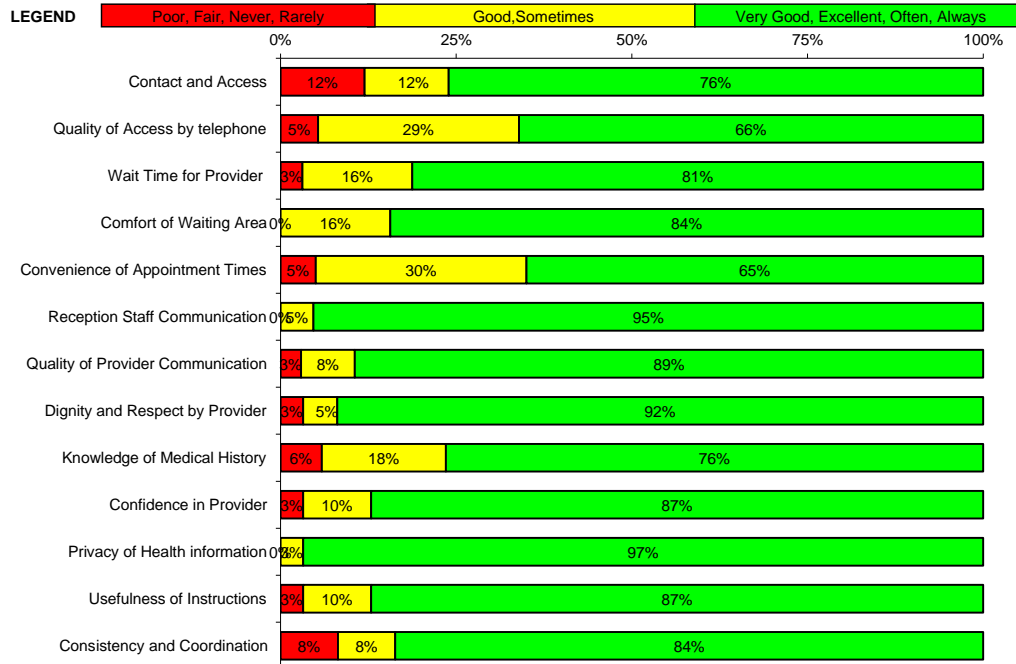 LEGEND Poor, Fair, Never, Rarely Good,Sometimes Very Good, Excellent, Often, Always
0% 25% 50% 75% 100%
Contact and Access 12% 12% 76%
Quality of Access by telephone 5% 29% 66%
Wait Time for Provider 3% 16% 81%
Comfort of Waiting Area 0% 16% 84%
Convenience of Appointment Times 5% 30% 65%
Reception Staff Communication 0% 5% 95%
Quality of Provider Communication 3% 8% 89%
Dignity and Respect by Provider 3% 5% 92%
Knowledge of Medical History 6% 18% 76%
Confidence in Provider 3% 10% 87%
Privacy of Health information 0% 3% 97%
Usefulness of Instructions 3% 10% 87%
Consistency and Coordination 8% 8% 84%